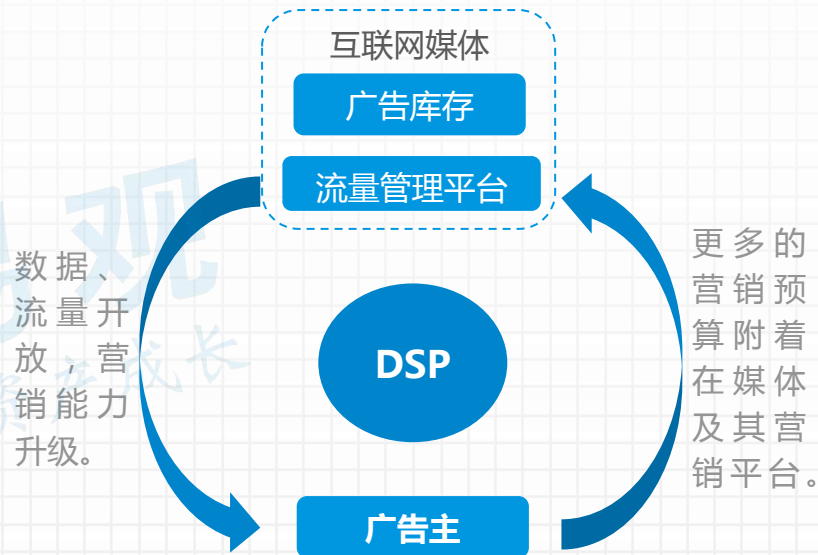 互联网媒体
广告库存
流量管理平台
数据、
流量开
放，营
销能力
升级。
DSP
更多的
营销预
算附着
在媒体
及其营
销平台。
广告主